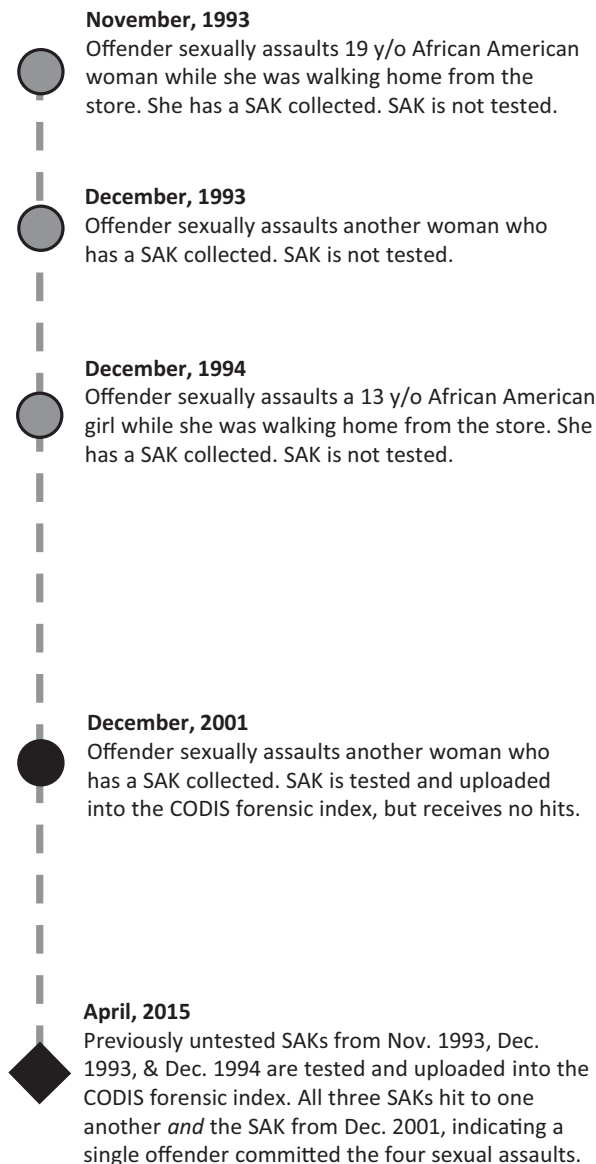 November, 1993
Offender sexually assaults 19 y/o African American
woman while she was walking home from the
store. She has a SAK collected. SAK is not tested.
December, 1993
Offender sexually assaults another woman who
has a SAK collected. SAK is not tested.
December, 1994
Offender sexually assaults a 13 y/o African American
girl while she was walking home from the store. She
has a SAK collected. SAK is not tested.
December, 2001
Offender sexually assaults another woman who
has a SAK collected. SAK is tested and uploaded
into the CODIS forensic index, but receives no hits.
April, 2015
Previously untested SAKs from Nov. 1993, Dec.
1993, & Dec. 1994 are tested and uploaded into the
CODIS forensic index. All three SAKs hit to one
another and the SAK from Dec. 2001, indicating a
single offender committed the four sexual assaults.